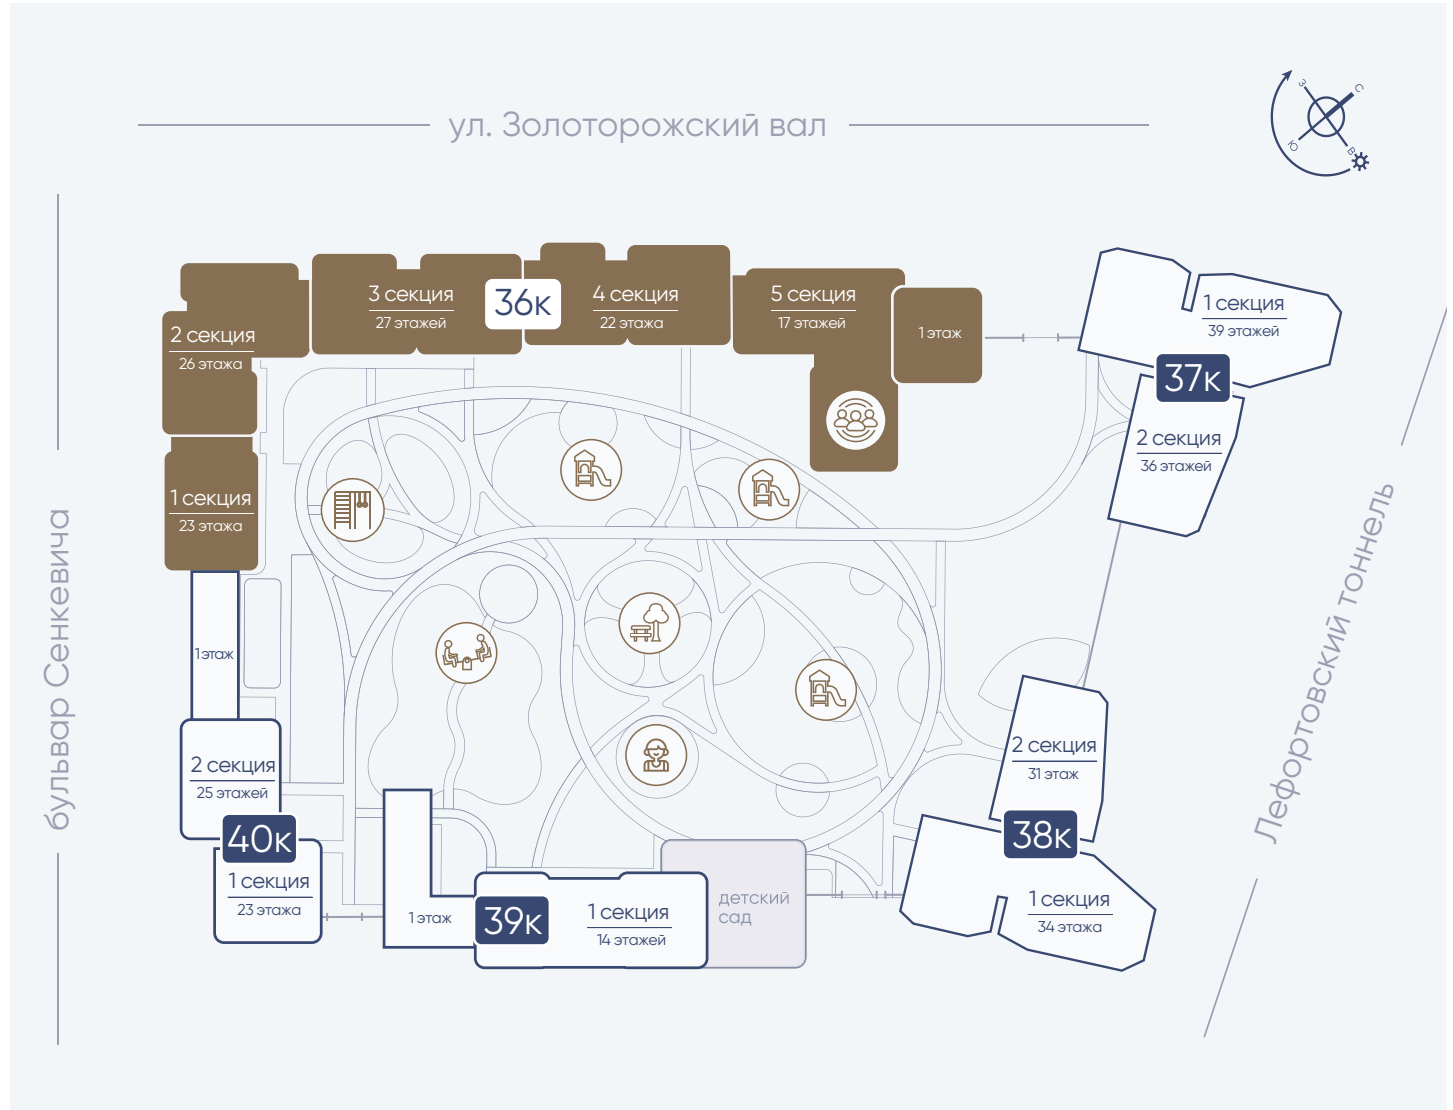 ул. Золоторожский вал
З
С
Ю
В
бульвар Сенкевича
Лефортовский тоннель
2 секция
26 этажа
1 секция
23 этажа
3 секция
27 этажей
36к
4 секция
22 этажа
5 секция
17 этажей
1 этаж
1 секция
39 этажей
37к
2 секция
36 этажей
1 этаж
2 секция
25 этажей
40к
1 секция
23 этажа
1 этаж
39к
1 секция
14 этажей
детский
сад
2 секция
31 этаж
38к
1 секция
34 этажа